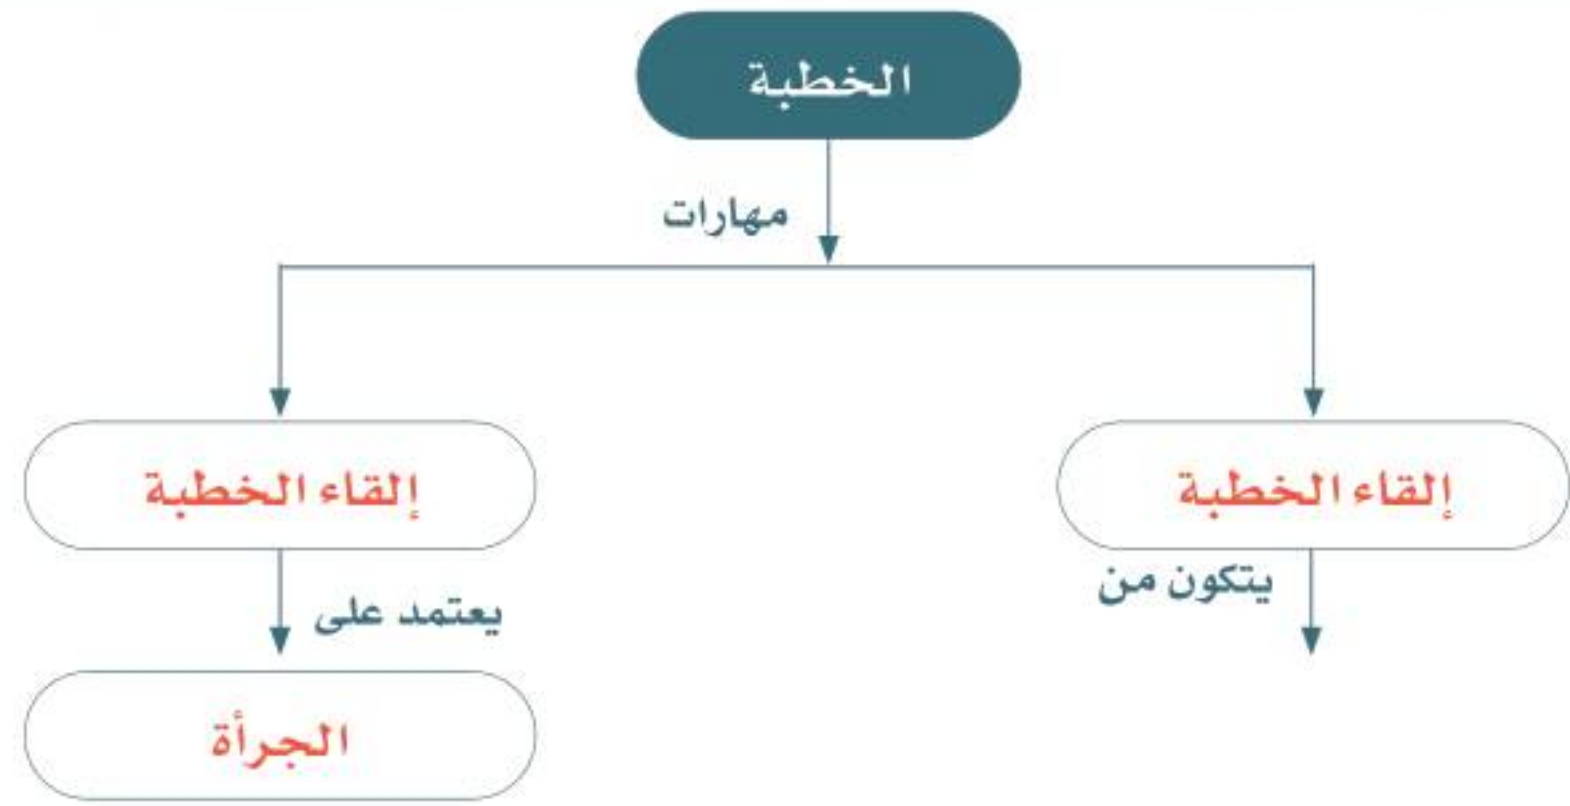 الخطبة
مهارات
إلقاء الخطبة
إلقاء الخطبة
يتكون من
يعتمد على
الجرأة